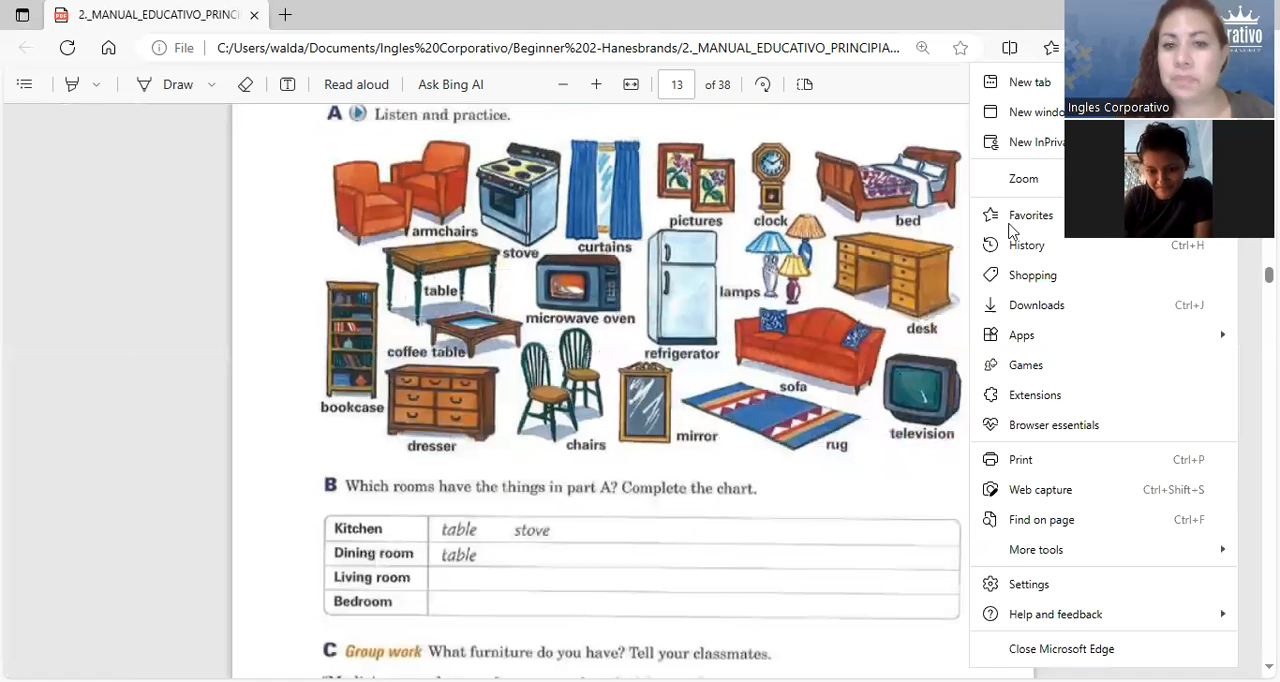 2._MANUAL_EDUCATIVO_PRINCI
File
C:/Users/walda/Documents/Ingles%20Corporativo/Beginner%202-Hanesbrands/2._MANUAL_EDUCATIVO_PRINCIPIA...
Draw
Read aloud
Ask Bing AI
13
of 38
A Listen and practice.
armchairs
stove
curtains
pictures
clock
bed
table
microwave oven
lamps
desk
coffee table
refrigerator
sofa
bookcase
dresser
chairs
mirror
rug
television
B Which rooms have the things in part A? Complete the chart.
Kitchen table stove
Dining room table
Living room
Bedroom
C Group work What furniture do you have? Tell your classmates.
New tab
New windo
New InPriva
Zoom
Favorites
History Ctrl+H
Shopping
Downloads Ctrl+J
Apps
Games
Extensions
Browser essentials
Print Ctrl+P
Web capture Ctrl+Shift+S
Find on page Ctrl+F
More tools
Settings
Help and feedback
Close Microsoft Edge
rativo
Ingles Corporativo